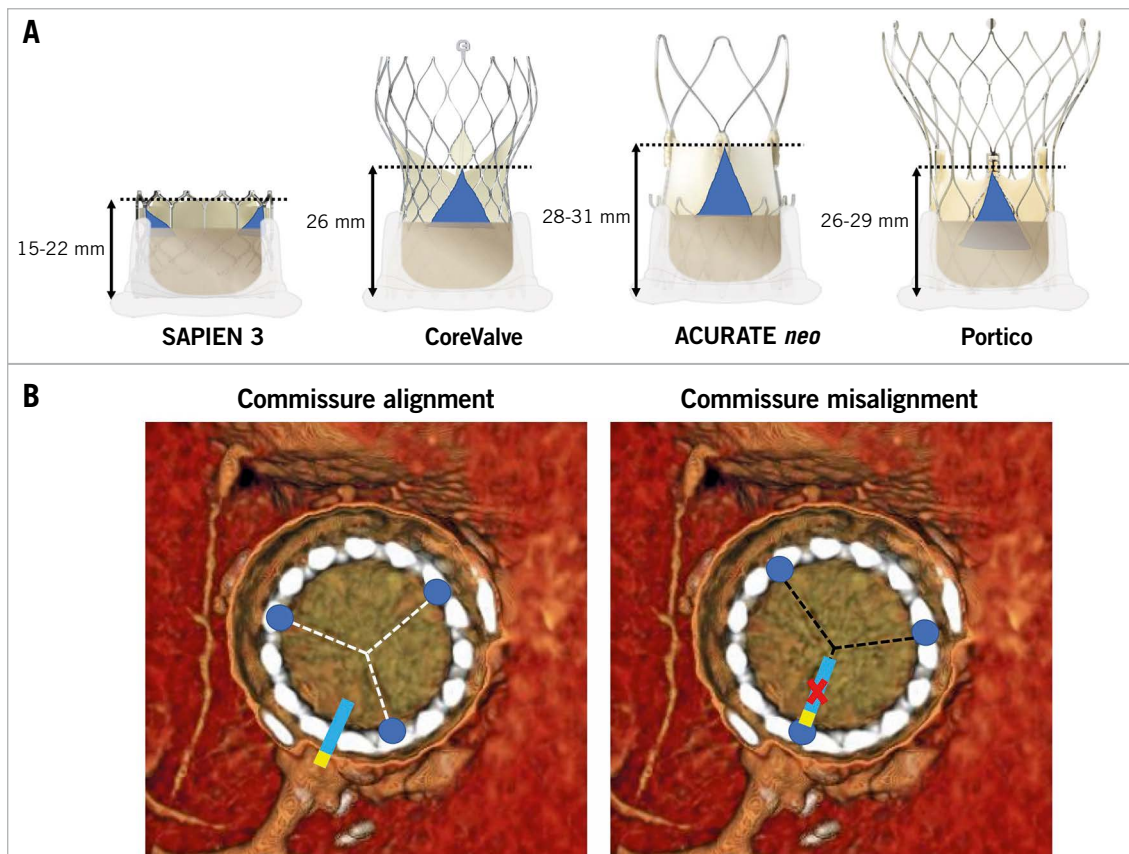 A
15-22 mm
26 mm
28-31 mm
26-29 mm
SAPIEN 3
CoreValve
ACURATE neo
Portico
B
Commissure alignment
Commissure misalignment